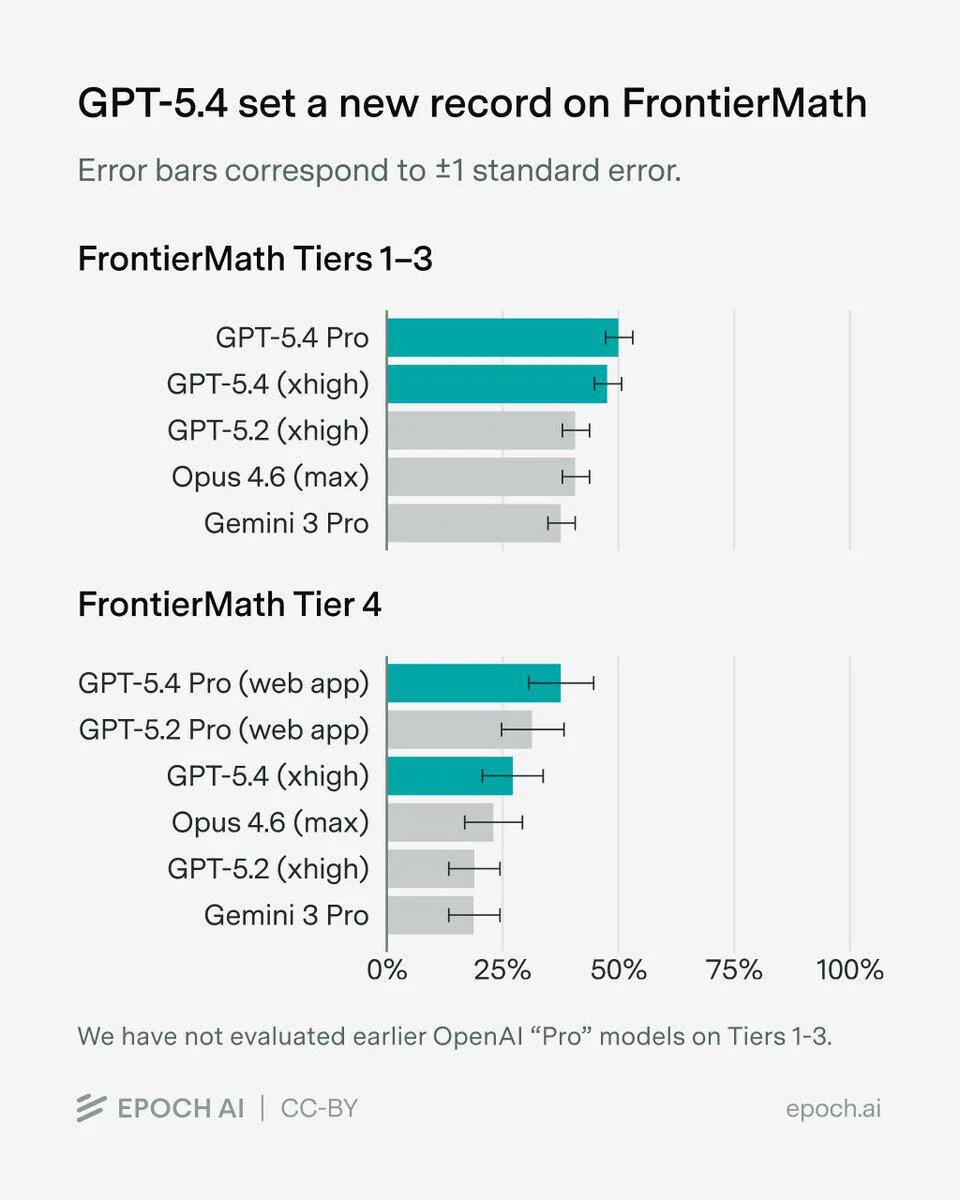 GPT-5.4 set a new record on FrontierMath
Error bars correspond to ±1 standard error.
FrontierMath Tiers 1–3
GPT-5.4 Pro
GPT-5.4 (xhigh)
GPT-5.2 (xhigh)
Opus 4.6 (max)
Gemini 3 Pro
FrontierMath Tier 4
GPT-5.4 Pro (web app)
GPT-5.2 Pro (web app)
GPT-5.4 (xhigh)
Opus 4.6 (max)
GPT-5.2 (xhigh)
Gemini 3 Pro
0% 25% 50% 75% 100%
We have not evaluated earlier OpenAI “Pro” models on Tiers 1-3.
EPOCH AI | CC-BY epoch.ai